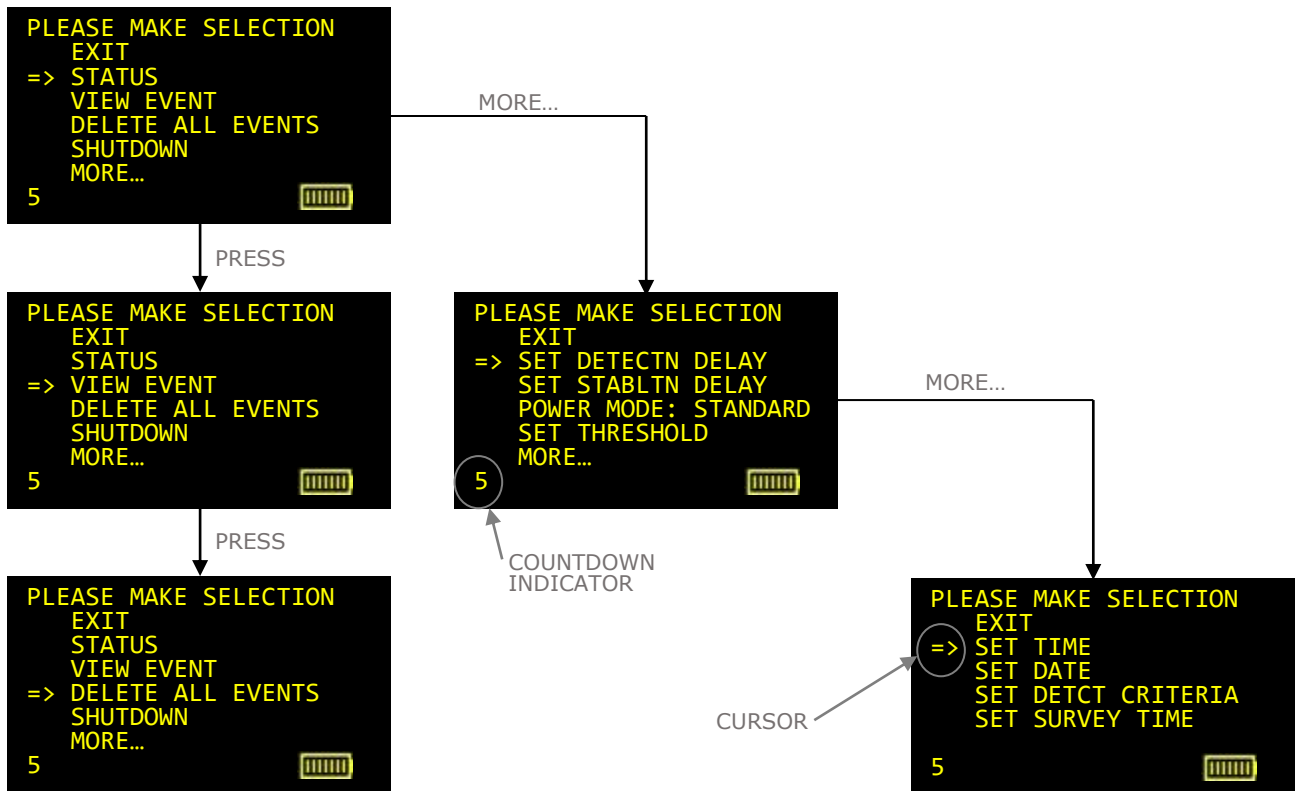 PLEASE MAKE SELECTION
EXIT
=> STATUS
VIEW EVENT
DELETE ALL EVENTS
SHUTDOWN
MORE…
5
MORE…
PRESS
PLEASE MAKE SELECTION
EXIT
STATUS
=> VIEW EVENT
DELETE ALL EVENTS
SHUTDOWN
MORE…
5
PLEASE MAKE SELECTION
EXIT
=> SET DETECTN DELAY
SET STABLTN DELAY
POWER MODE: STANDARD
SET THRESHOLD
MORE…
5
MORE…
PRESS
COUNTDOWN
INDICATOR
PLEASE MAKE SELECTION
EXIT
STATUS
VIEW EVENT
=> DELETE ALL EVENTS
SHUTDOWN
MORE…
5
CURSOR
PLEASE MAKE SELECTION
EXIT
=> SET TIME
SET DATE
SET DETCT CRITERIA
SET SURVEY TIME
5